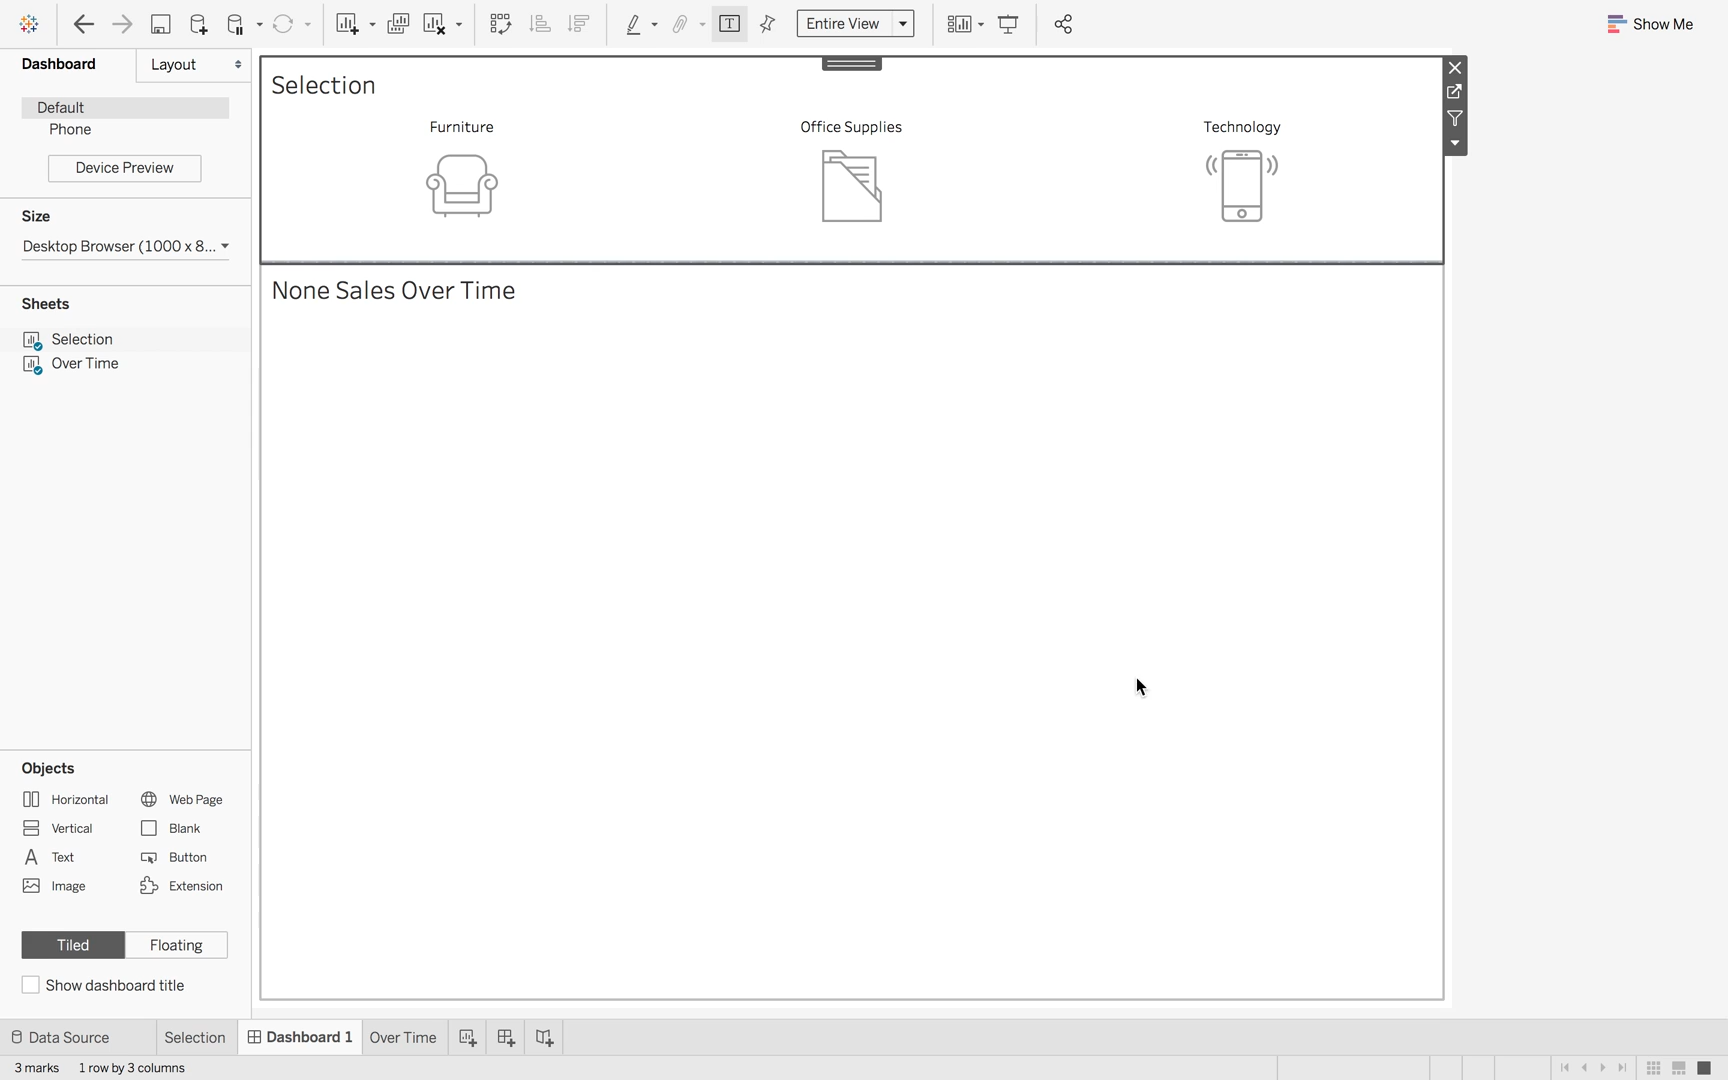 Entire View
Show Me
Dashboard
Layout
Default
Phone
Device Preview
Size
Desktop Browser (1000 x 8...
Sheets
Selection
Over Time
Objects
Horizontal
Web Page
Vertical
Blank
Text
Button
Image
Extension
Tiled
Floating
Show dashboard title
Selection
Furniture
Office Supplies
Technology
None Sales Over Time
Data Source
Selection
Dashboard 1
Over Time
3 marks
1 row by 3 columns